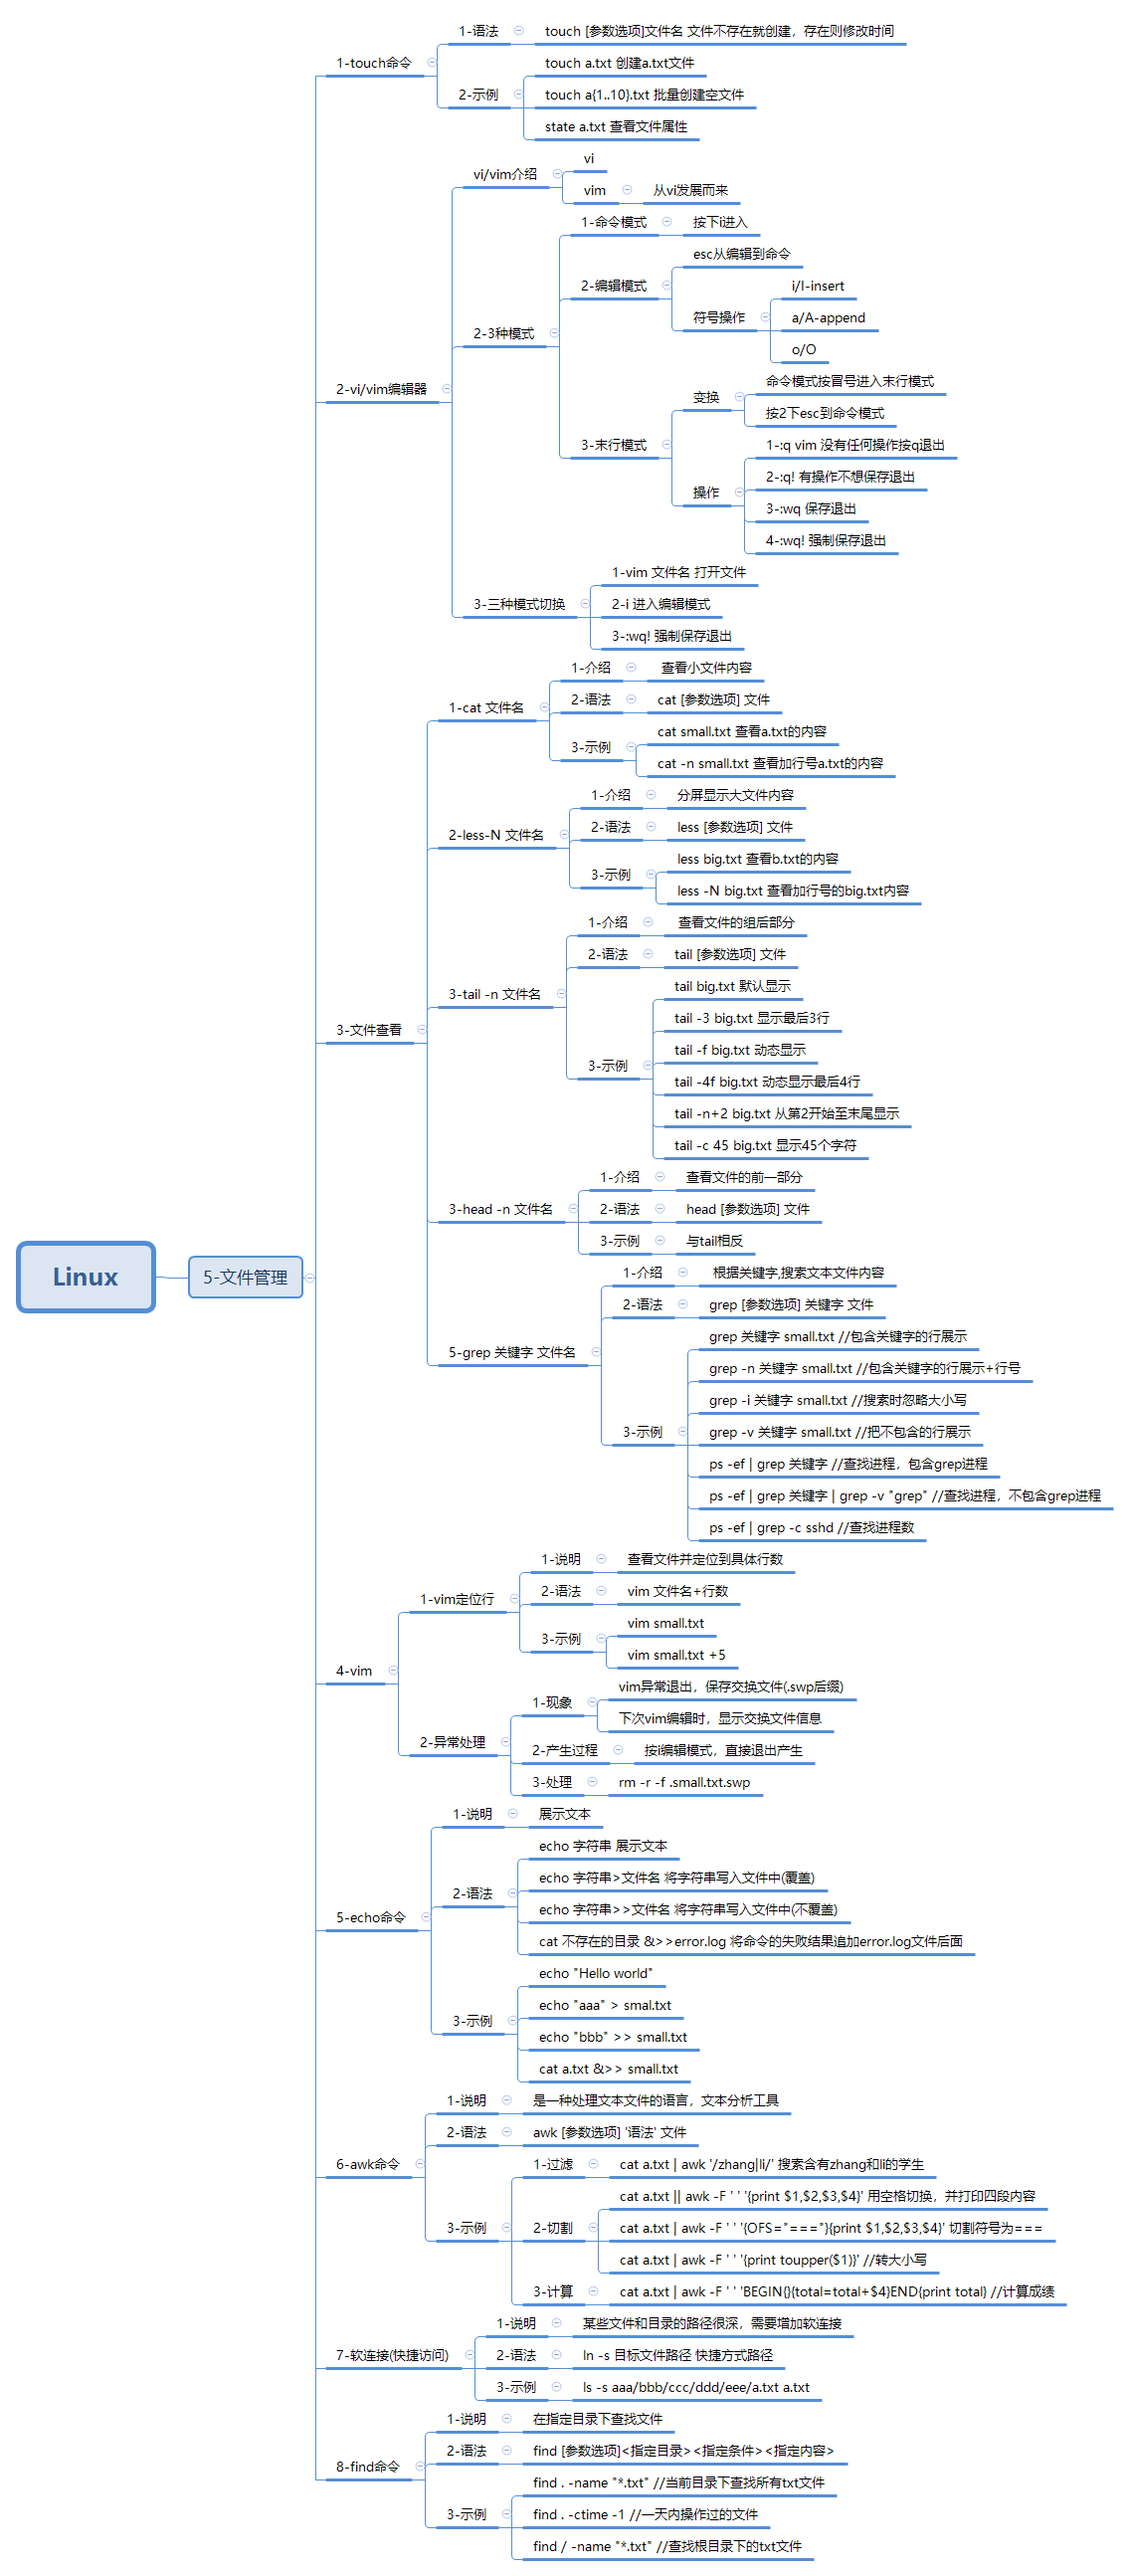 Linux
5-文件管理
1-touch命令
1-语法
touch [参数选项]文件名 文件不存在就创建，存在则修改时间
2-示例
touch a.txt 创建a.txt文件
touch a{1..10}.txt 批量创建空文件
state a.txt 查看文件属性
2-vi/vim编辑器
vi/vim介绍
vi
vim
从vi发展而来
2-3种模式
1-命令模式
按下i进入
2-编辑模式
esc从编辑到命令
符号操作
i/I-insert
a/A-append
o/O
3-末行模式
变换
命令模式按冒号进入末行模式
按2下esc到命令模式
操作
1-:q vim 没有任何操作按q退出
2-:q! 有操作不想保存退出
3-:wq 保存退出
4-:wq! 强制保存退出
3-三种模式切换
1-vim 文件名 打开文件
2-i 进入编辑模式
3-:wq! 强制保存退出
3-文件查看
1-cat 文件名
1-介绍
查看小文件内容
2-语法
cat [参数选项] 文件
3-示例
cat small.txt 查看a.txt的内容
cat -n small.txt 查看加行号a.txt的内容
2-less-N 文件名
1-介绍
分屏显示大文件内容
2-语法
less [参数选项] 文件
3-示例
less big.txt 查看b.txt的内容
less -N big.txt 查看加行号的big.txt内容
3-tail -n 文件名
1-介绍
查看文件的组后部分
2-语法
tail [参数选项] 文件
3-示例
tail big.txt 默认显示
tail -3 big.txt 显示最后3行
tail -f big.txt 动态显示
tail -4f big.txt 动态显示最后4行
tail -n+2 big.txt 从第2开始至末尾显示
tail -c 45 big.txt 显示45个字符
3-head -n 文件名
1-介绍
查看文件的前一部分
2-语法
head [参数选项] 文件
3-示例
与tail相反
5-grep 关键字 文件名
1-介绍
根据关键字,搜索文本文件内容
2-语法
grep [参数选项] 关键字 文件
3-示例
grep 关键字 small.txt //包含关键字的行展示
grep -n 关键字 small.txt //包含关键字的行展示+行号
grep -i 关键字 small.txt //搜索时忽略大小写
grep -v 关键字 small.txt //把不包含的行展示
ps -ef | grep 关键字 //查找进程，包含grep进程
ps -ef | grep 关键字 | grep -v "grep" //查找进程，不包含grep进程
ps -ef | grep -c sshd //查找进程数
4-vim
1-vim定位行
1-说明
查看文件并定位到具体行数
2-语法
vim 文件名+行数
3-示例
vim small.txt
vim small.txt +5
2-异常处理
1-现象
vim异常退出，保存交换文件(.swp后缀)
下次vim编辑时，显示交换文件信息
2-产生过程
按i编辑模式，直接退出产生
3-处理
rm -r -f .small.txt.swp
5-echo命令
1-说明
展示文本
2-语法
echo 字符串 展示文本
echo 字符串>文件名 将字符串写入文件中(覆盖)
echo 字符串>>文件名 将字符串写入文件中(不覆盖)
cat 不存在的目录 &>>error.log 将命令的失败结果追加error.log文件后面
3-示例
echo "Hello world"
echo "aaa" > smal.txt
echo "bbb" >> small.txt
cat a.txt &>> small.txt
6-awk命令
1-说明
是一种处理文本文件的语言，文本分析工具
2-语法
awk [参数选项] '语法' 文件
3-示例
1-过滤
cat a.txt | awk '/zhang|li/' 搜索含有zhang和li的学生
2-切割
cat a.txt || awk -F ' ' '{print $1,$2,$3,$4}' 用空格切换，并打印四段内容
cat a.txt | awk -F ' ' '{OFS="==="}{print $1,$2,$3,$4}' 切割符号为===
cat a.txt | awk -F ' ' '{print toupper($1)}' //转大小写
3-计算
cat a.txt | awk -F ' ' 'BEGIN{}{total=total+$4}END{print total} //计算成绩
7-软连接(快捷访问)
1-说明
某些文件和目录的路径很深，需要增加软连接
2-语法
ln -s 目标文件路径 快捷方式路径
3-示例
ls -s aaa/bbb/ccc/ddd/eee/a.txt a.txt
8-find命令
1-说明
在指定目录下查找文件
2-语法
find [参数选项]<指定目录><指定条件><指定内容>
3-示例
find . -name "*.txt" //当前目录下查找所有txt文件
find . -ctime -1 //一天内操作过的文件
find / -name "*.txt" //查找根目录下的txt文件